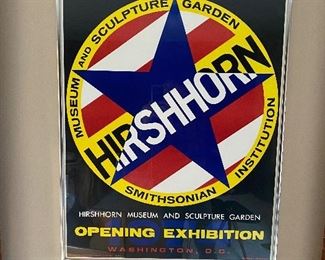 MUSEUM AND SCULPTURE GARDEN
HIRSHHORN
SMITHSONIAN INSTITUTION
HIRSHHORN MUSEUM AND SCULPTURE GARDEN
OPENING EXHIBITION
WASHINGTON, D.C.